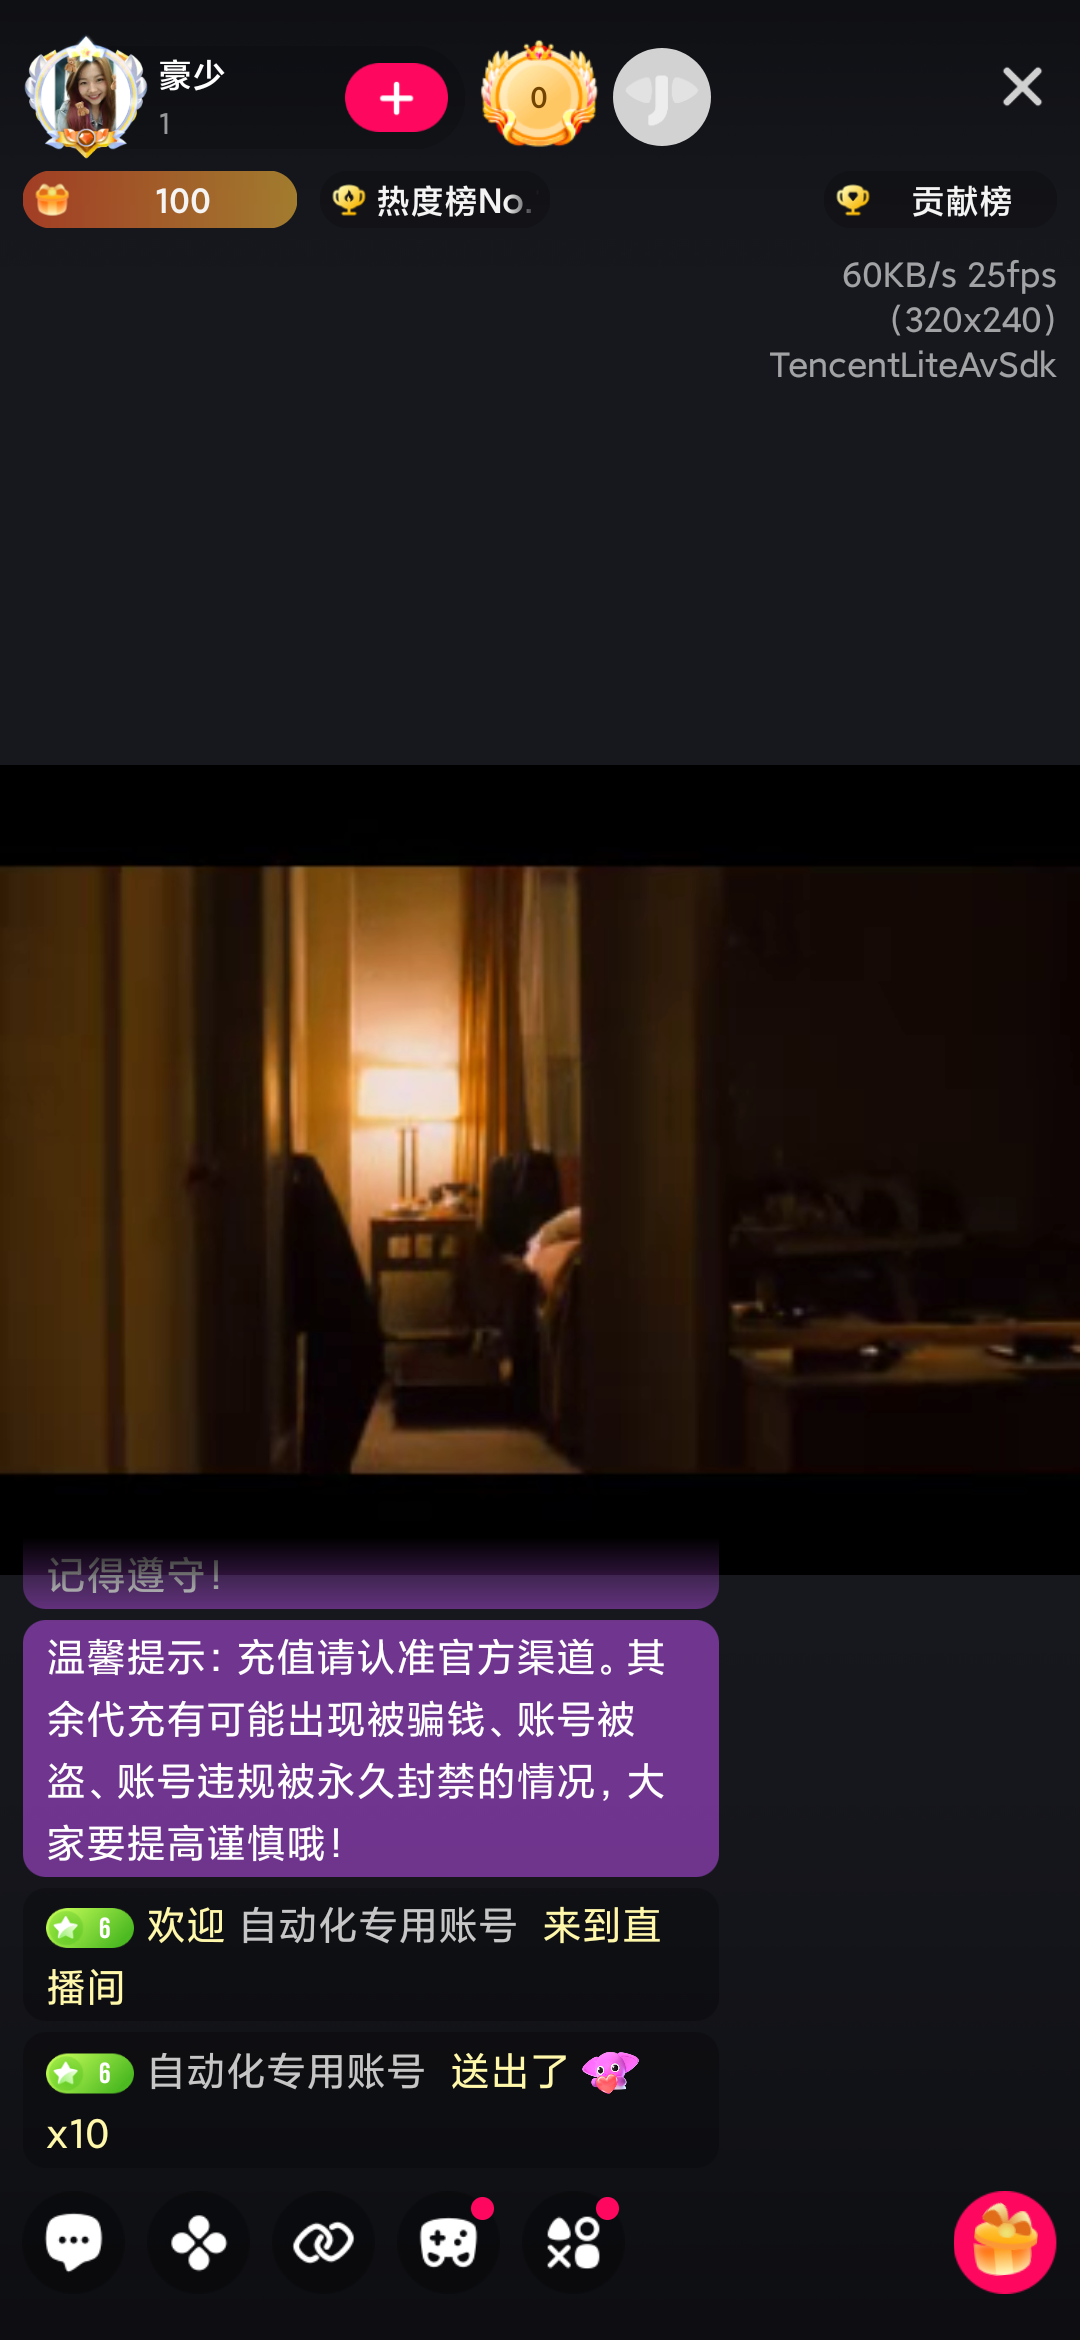 豪少
1
0
100
热度榜No.
贡献榜
60KB/s 25fps
(320x240)
TencentLiteAvSdk
记得遵守!
温馨提示:充值请认准官方渠道。其
余代充有可能出现被骗钱、账号被
盗、账号违规被永久封禁的情况,大
家要提高谨慎哦!
6 欢迎 自动化专用账号 来到直
播间
6 自动化专用账号 送出了
x10